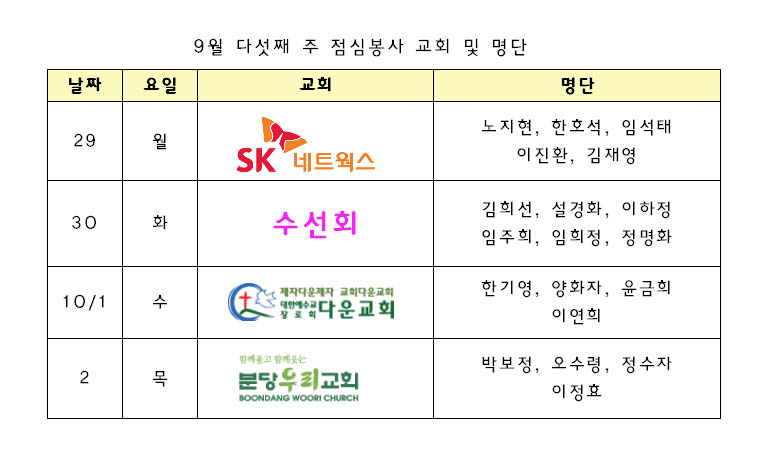 9월 다섯째 주 점심봉사 교회 및 명단
날짜 요일 교회 명단
29 월 SK 네트웍스 노지현, 한호석, 임석태
이진환, 김재영
30 화 수선회 김희선, 설경화, 이하정
임주희, 임희정, 정명화
10/1 수 제자다운제자 교회다운교회 한기영, 양화자, 윤금희
대한예수교
장로회 다운교회 이연희
2 목 함께울고 함께웃는 박보정, 오수령, 정수자
분당우리교회 이정효
BOONDANG WOORI CHURCH